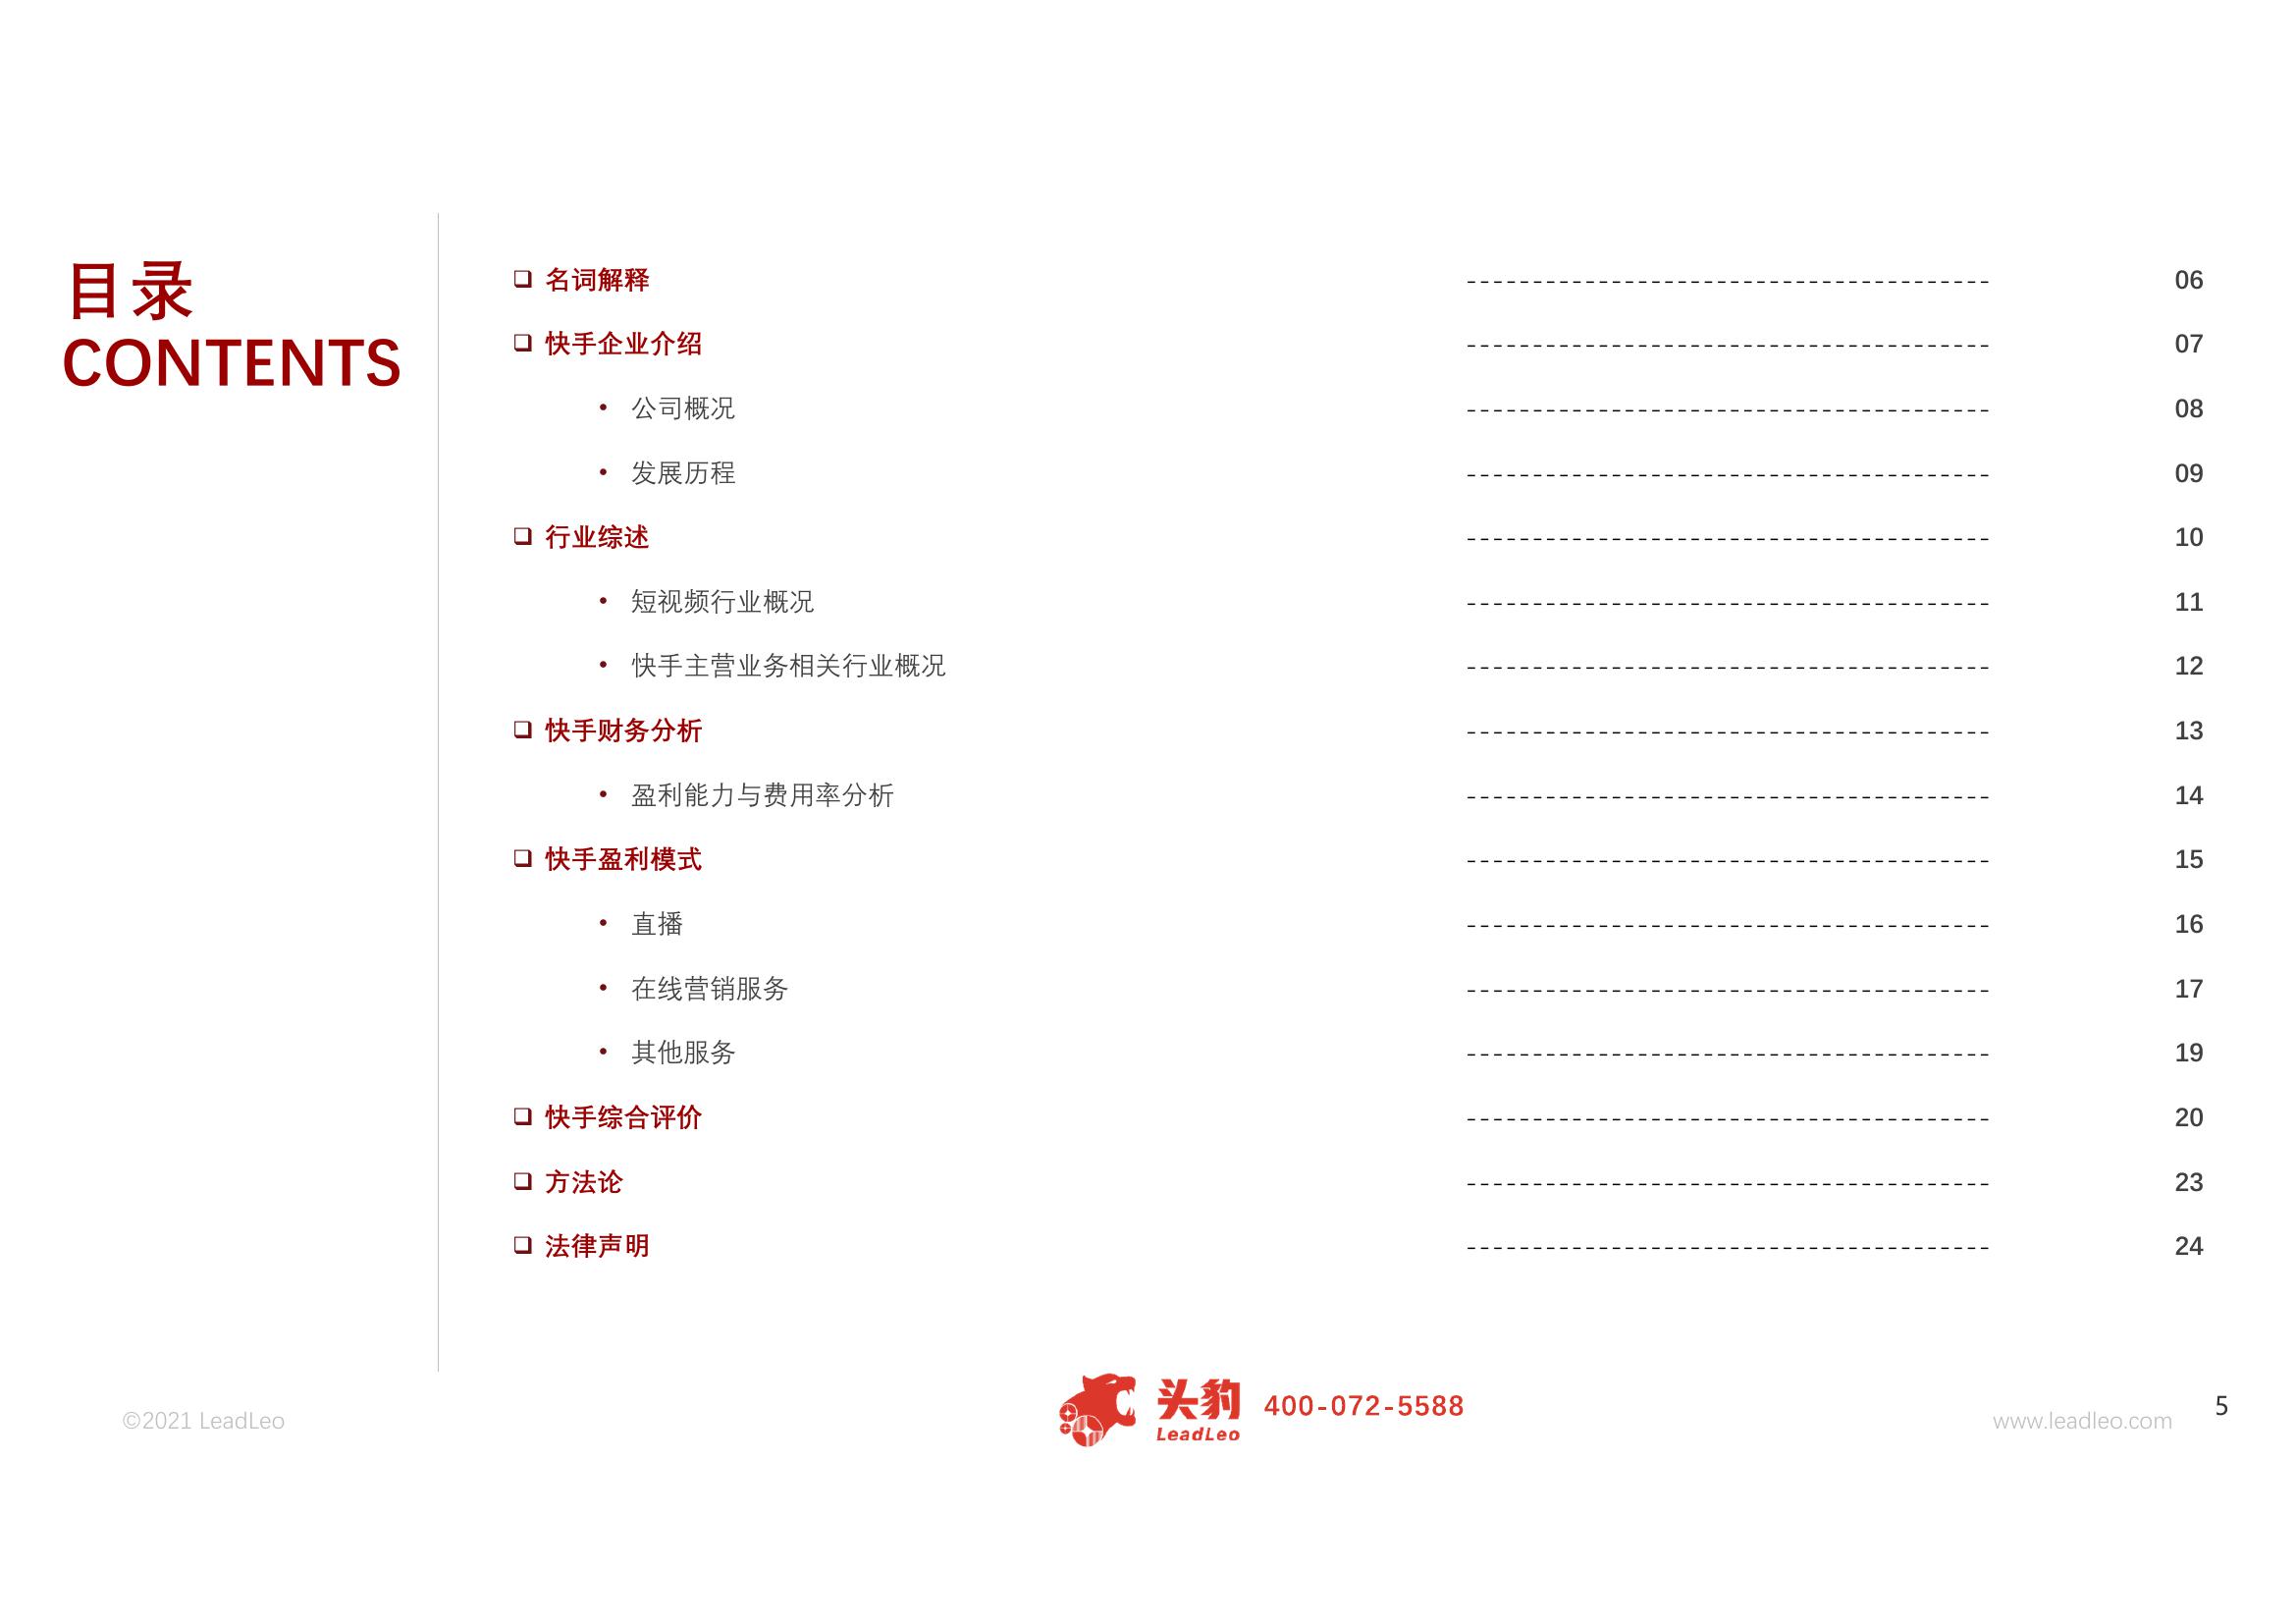 目录
CONTENTS
❑ 名词解释 ---------------------------------------- 06
❑ 快手企业介绍 ---------------------------------------- 07
• 公司概况 ---------------------------------------- 08
• 发展历程 ---------------------------------------- 09
❑ 行业综述 ---------------------------------------- 10
• 短视频行业概况 ---------------------------------------- 11
• 快手主营业务相关行业概况 ---------------------------------------- 12
❑ 快手财务分析 ---------------------------------------- 13
• 盈利能力与费用率分析 ---------------------------------------- 14
❑ 快手盈利模式 ---------------------------------------- 15
• 直播 ---------------------------------------- 16
• 在线营销服务 ---------------------------------------- 17
• 其他服务 ---------------------------------------- 19
❑ 快手综合评价 ---------------------------------------- 20
❑ 方法论 ---------------------------------------- 23
❑ 法律声明 ---------------------------------------- 24
©2021 LeadLeo
头豹
LeadLeo
400-072-5588
www.leadleo.com
5